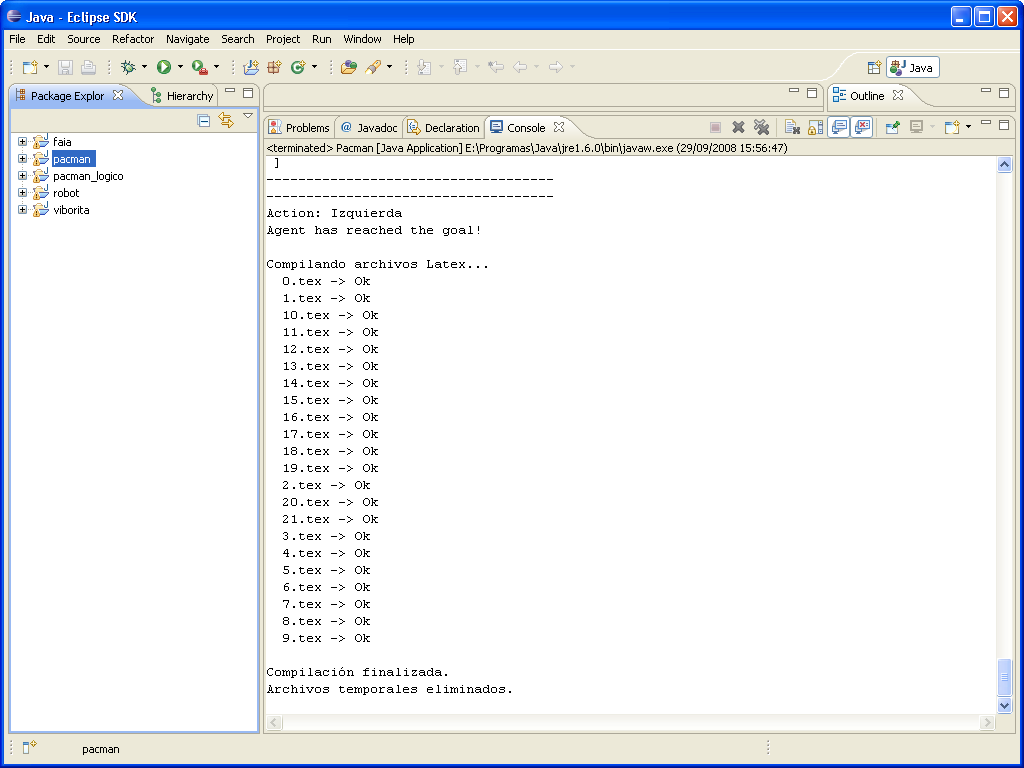 Java - Eclipse SDK
File Edit Source Refactor Navigate Search Project Run Window Help
Java
Package Explor Hierarchy
Outline
faia
pacman
pacman_logico
robot
viborita
Problems @ Javadoc Declaration Console
<terminated> Pacman [Java Application] E:\Programas\Java\jre1.6.0\bin\javaw.exe (29/09/2008 15:56:47)
]
------------------------------------
------------------------------------
Action: Izquierda
Agent has reached the goal!
Compilando archivos Latex...
0.tex -> Ok
1.tex -> Ok
10.tex -> Ok
11.tex -> Ok
12.tex -> Ok
13.tex -> Ok
14.tex -> Ok
15.tex -> Ok
16.tex -> Ok
17.tex -> Ok
18.tex -> Ok
19.tex -> Ok
2.tex -> Ok
20.tex -> Ok
21.tex -> Ok
3.tex -> Ok
4.tex -> Ok
5.tex -> Ok
6.tex -> Ok
7.tex -> Ok
8.tex -> Ok
9.tex -> Ok
Compilación finalizada.
Archivos temporales eliminados.
pacman